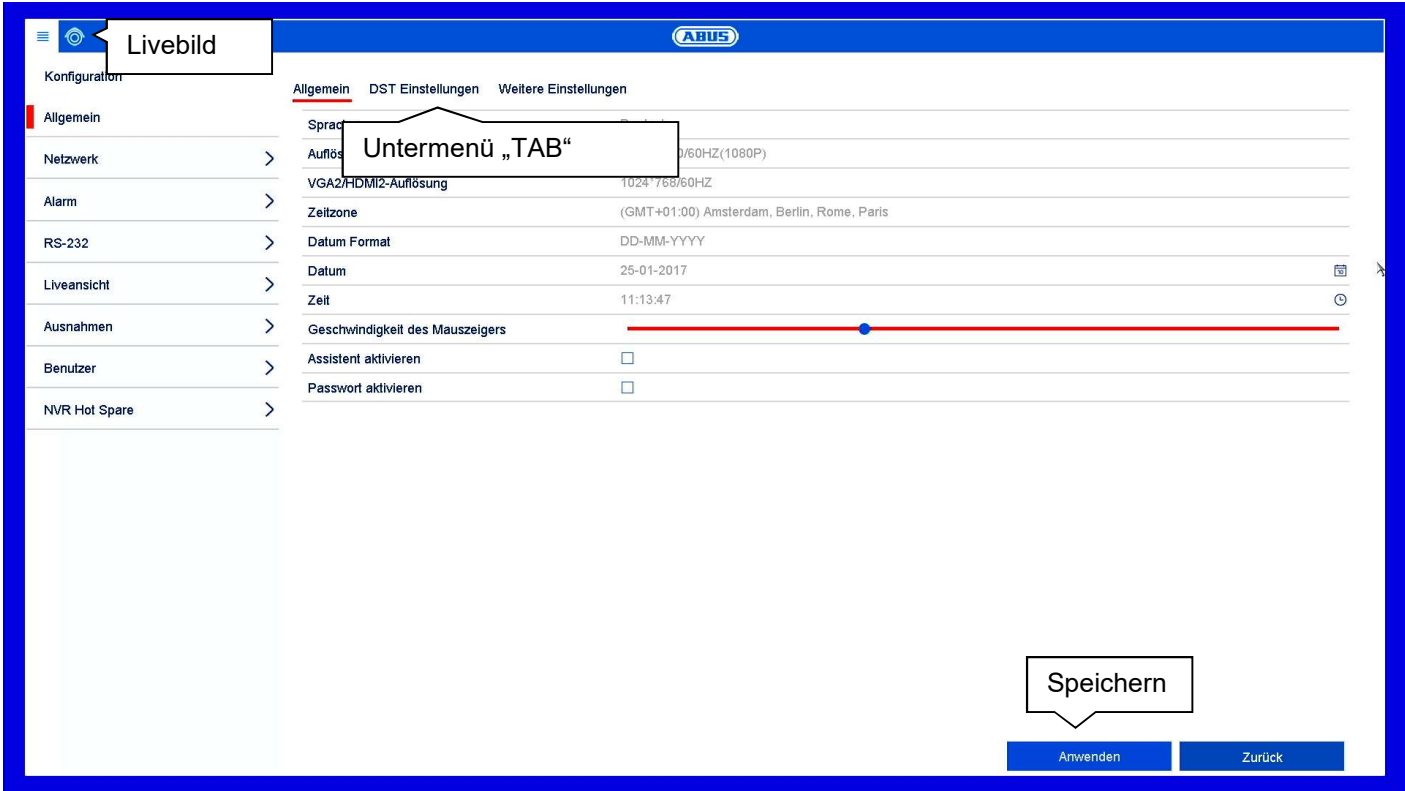 Livebild
ABUS
Konfiguration
Allgemein
Netzwerk
Alarm
RS-232
Liveansicht
Ausnahmen
Benutzer
NVR Hot Spare
Allgemein DST Einstellungen Weitere Einstellungen
Untermenü „TAB“
/60HZ(1080P)
VGA2/HDMI2-Auflösung 1024*768/60HZ
Zeitzone (GMT+01:00) Amsterdam, Berlin, Rome, Paris
Datum Format DD-MM-YYYY
Datum 25-01-2017
Zeit 11:13:47
Geschwindigkeit des Mauszeigers
Assistent aktivieren
Passwort aktivieren
Speichern
Anwenden Zurück